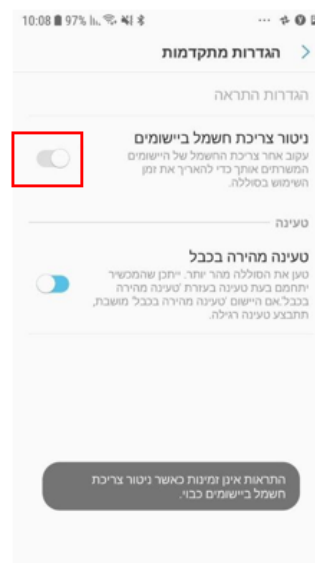 10:08 97%
הגדרות מתקדמות
הגדרות התראה
ניטור צריכת חשמל ביישומים
עקוב אחר צריכת החשמל של היישומים
המשרתים אותך כדי להאריך את זמן
השימוש בסוללה.
טעינה
טעינה מהירה בכבל
טען את הסוללה מהר יותר. ייתכן שהמכשיר
יתחמם בעת טעינה בעזרת 'טעינה מהירה
בכבל'.אם היישום 'טעינה מהירה בכבל' מושבת,
תתבצע טעינה רגילה.
התראות אינן זמינות כאשר ניטור צריכת
חשמל ביישומים כבוי.